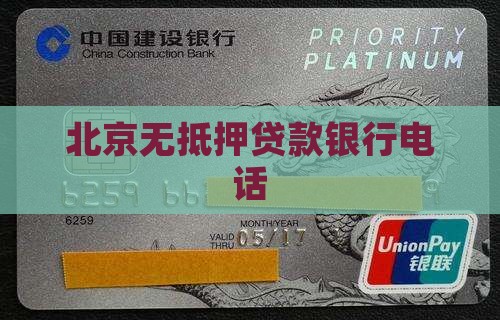 中国建设银行
China Construction Bank
PRIORITY
PLATINUM
北京无抵押贷款银行电
话
6259
6259
MONTH/YEAR
VALID
THRU
05/17
UnionPay
银联